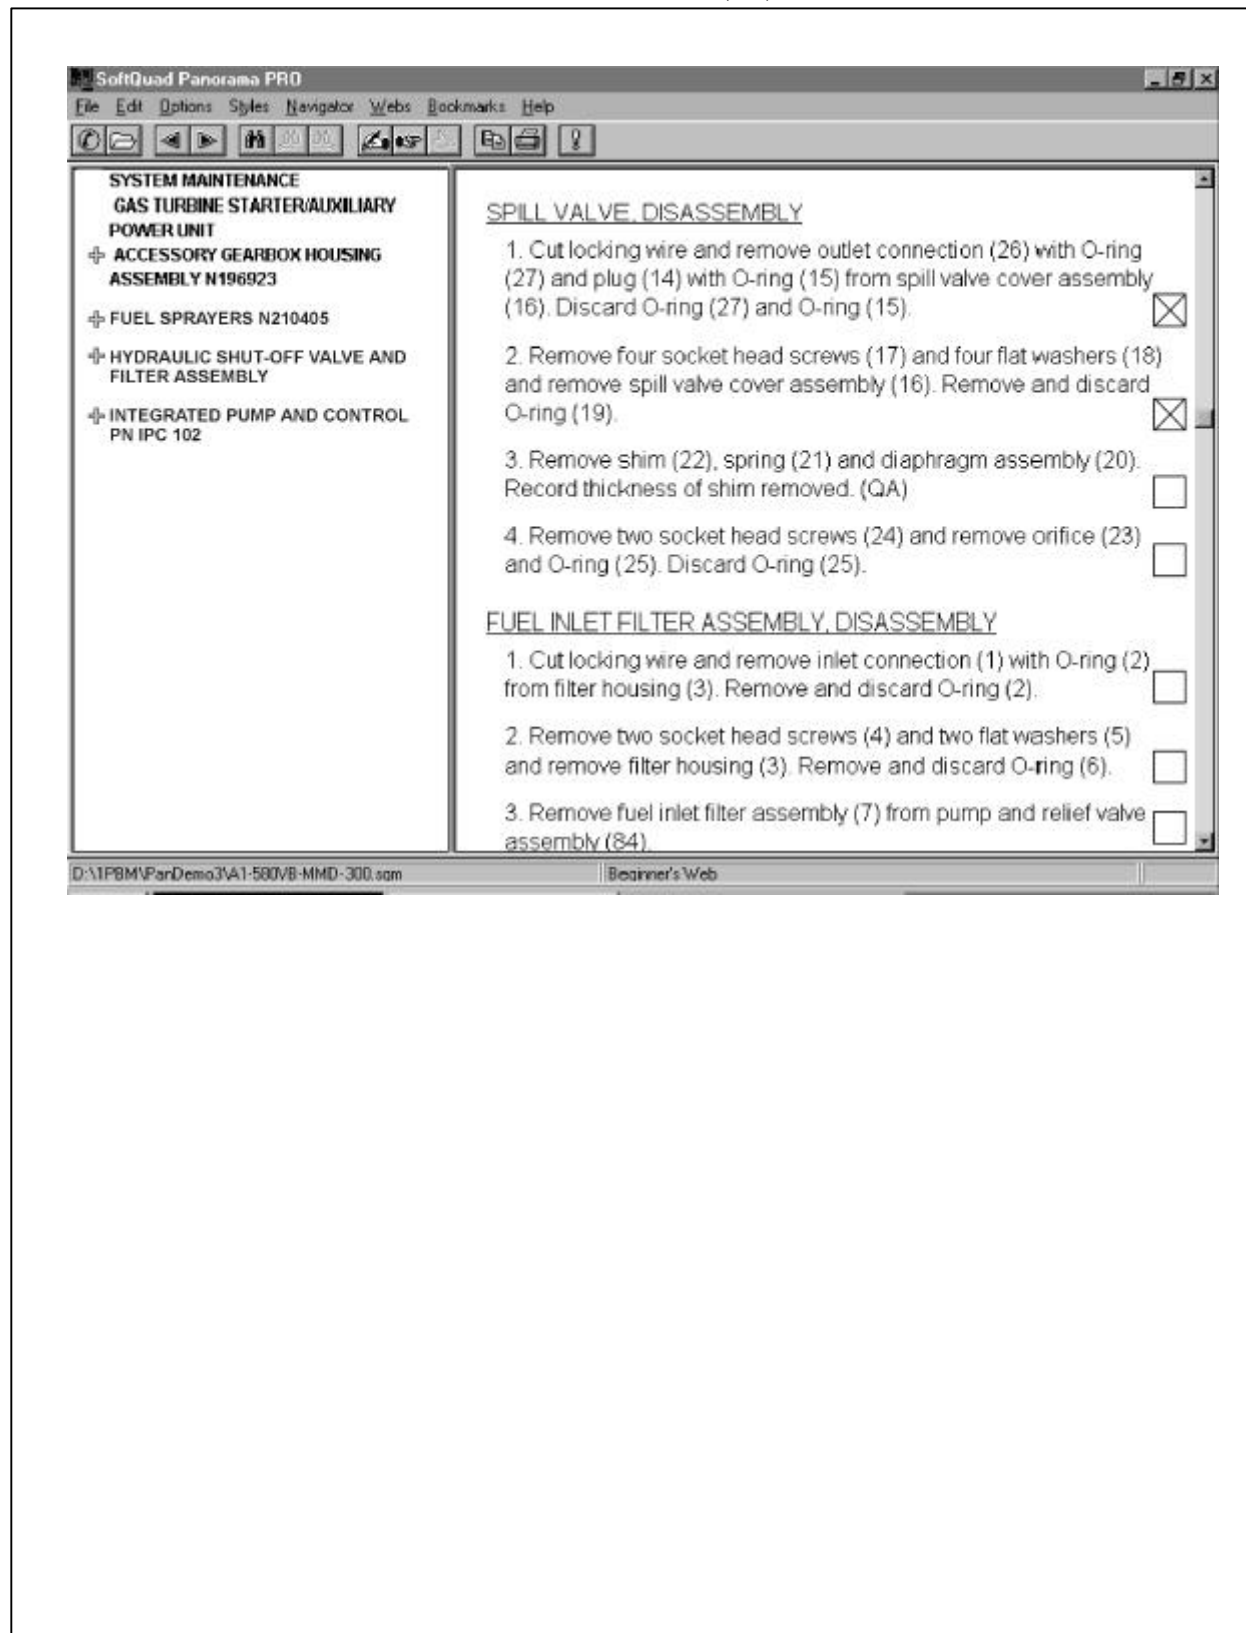 SoftQuad Panorama PRO
File Edit Options Styles Navigator Webs Bookmarks Help
SYSTEM MAINTENANCE
GAS TURBINE STARTER/AUXILIARY
POWER UNIT
ACCESSORY GEARBOX HOUSING
ASSEMBLY N196923
FUEL SPRAYERS N210405
HYDRAULIC SHUT-OFF VALVE AND
FILTER ASSEMBLY
INTEGRATED PUMP AND CONTROL
PN IPC 102
SPILL VALVE, DISASSEMBLY
1. Cut locking wire and remove outlet connection (26) with O-ring
(27) and plug (14) with O-ring (15) from spill valve cover assembly
(16). Discard O-ring (27) and O-ring (15).
2. Remove four socket head screws (17) and four flat washers (18)
and remove spill valve cover assembly (16). Remove and discard
O-ring (19).
3. Remove shim (22), spring (21) and diaphragm assembly (20).
Record thickness of shim removed. (QA)
4. Remove two socket head screws (24) and remove orifice (23)
and O-ring (25). Discard O-ring (25).
FUEL INLET FILTER ASSEMBLY, DISASSEMBLY
1. Cut locking wire and remove inlet connection (1) with O-ring (2)
from filter housing (3). Remove and discard O-ring (2).
2. Remove two socket head screws (4) and two flat washers (5)
and remove filter housing (3). Remove and discard O-ring (6).
3. Remove fuel inlet filter assembly (7) from pump and relief valve
assembly (84).
D:\1PBM\PanDemo3\A1-580VB-MMD-300.sgm
Beginner's Web